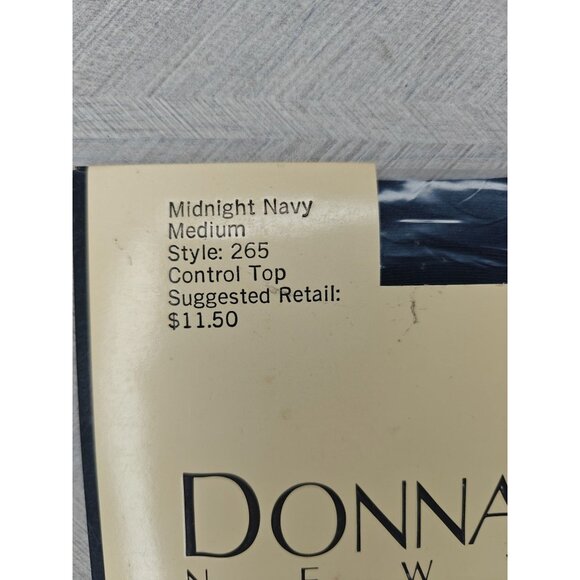 Midnight Navy
Medium
Style: 265
Control Top
Suggested Retail:
$11.50
DONNA
N E W